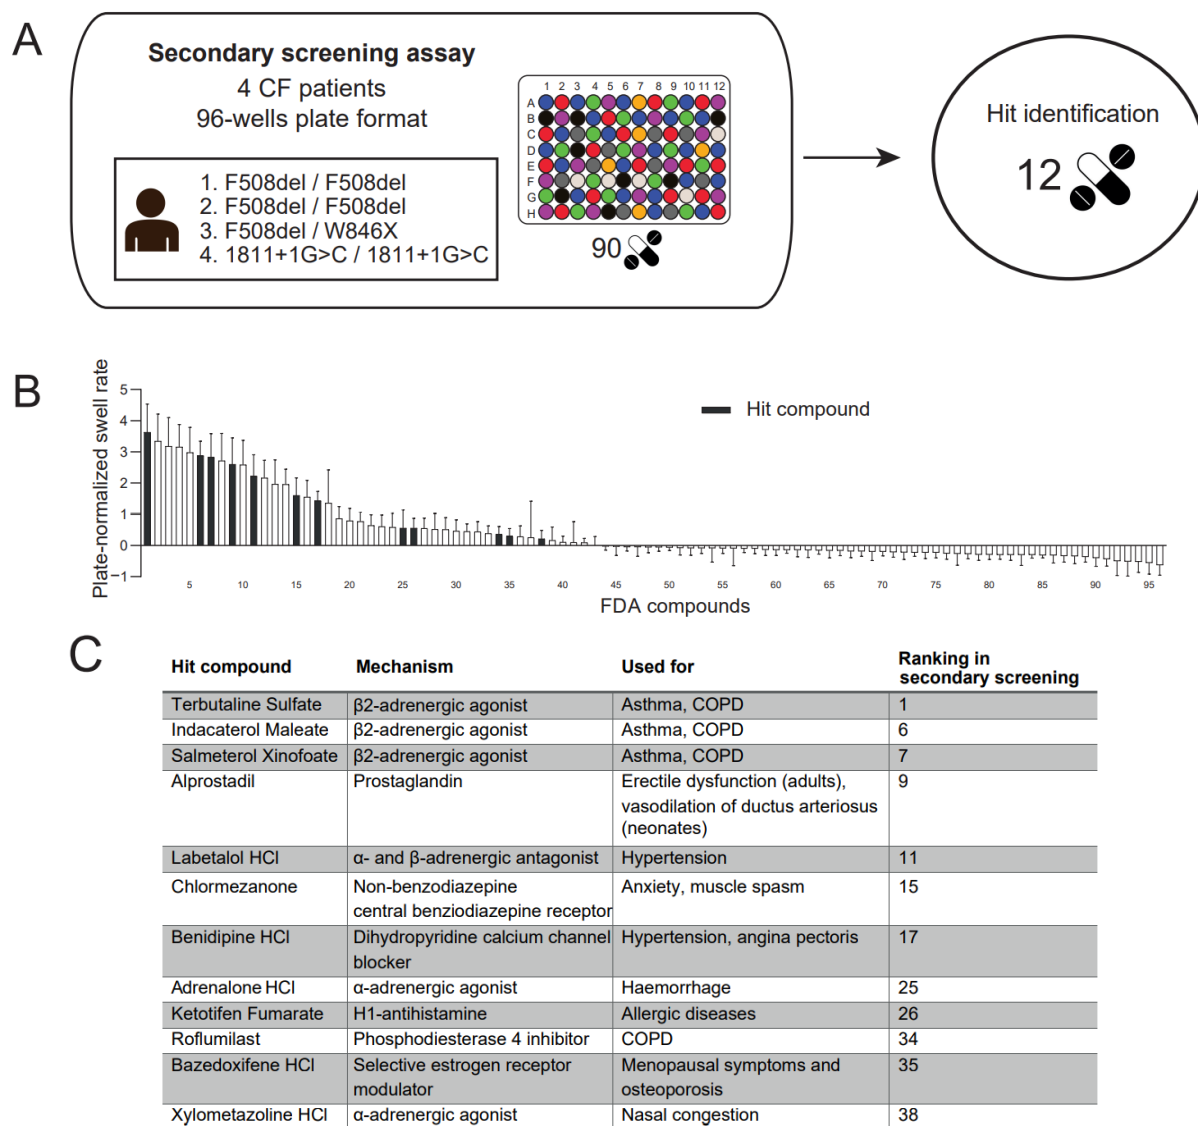 A
Secondary screening assay
4 CF patients
96-wells plate format
1. F508del / F508del
2. F508del / F508del
3. F508del / W846X
4. 1811+1G>C / 1811+1G>C
1 2 3 4 5 6 7 8 9 10 11 12
A
B
C
D
E
F
G
H
90
Hit identification
12
B
Plate-normalized swell rate
5
4
3
2
1
0
−1
Hit compound
5 10 15 20 25 30 35 40 45 50 55 60 65 70 75 80 85 90 95
FDA compounds
C
Hit compound Mechanism Used for Ranking in
secondary screening
Terbutaline Sulfate β2-adrenergic agonist Asthma, COPD 1
Indacaterol Maleate β2-adrenergic agonist Asthma, COPD 6
Salmeterol Xinofoate β2-adrenergic agonist Asthma, COPD 7
Alprostadil Prostaglandin Erectile dysfunction (adults), 9
vasodilation of ductus arteriosus
(neonates)
Labetalol HCl α- and β-adrenergic antagonist Hypertension 11
Chlormezanone Non-benzodiazepine Anxiety, muscle spasm 15
central benziodiazepine receptor
Benidipine HCl Dihydropyridine calcium channel Hypertension, angina pectoris 17
blocker
Adrenalone HCl α-adrenergic agonist Haemorrhage 25
Ketotifen Fumarate H1-antihistamine Allergic diseases 26
Roflumilast Phosphodiesterase 4 inhibitor COPD 34
Bazedoxifene HCl Selective estrogen receptor Menopausal symptoms and 35
modulator osteoporosis
Xylometazoline HCl α-adrenergic agonist Nasal congestion 38